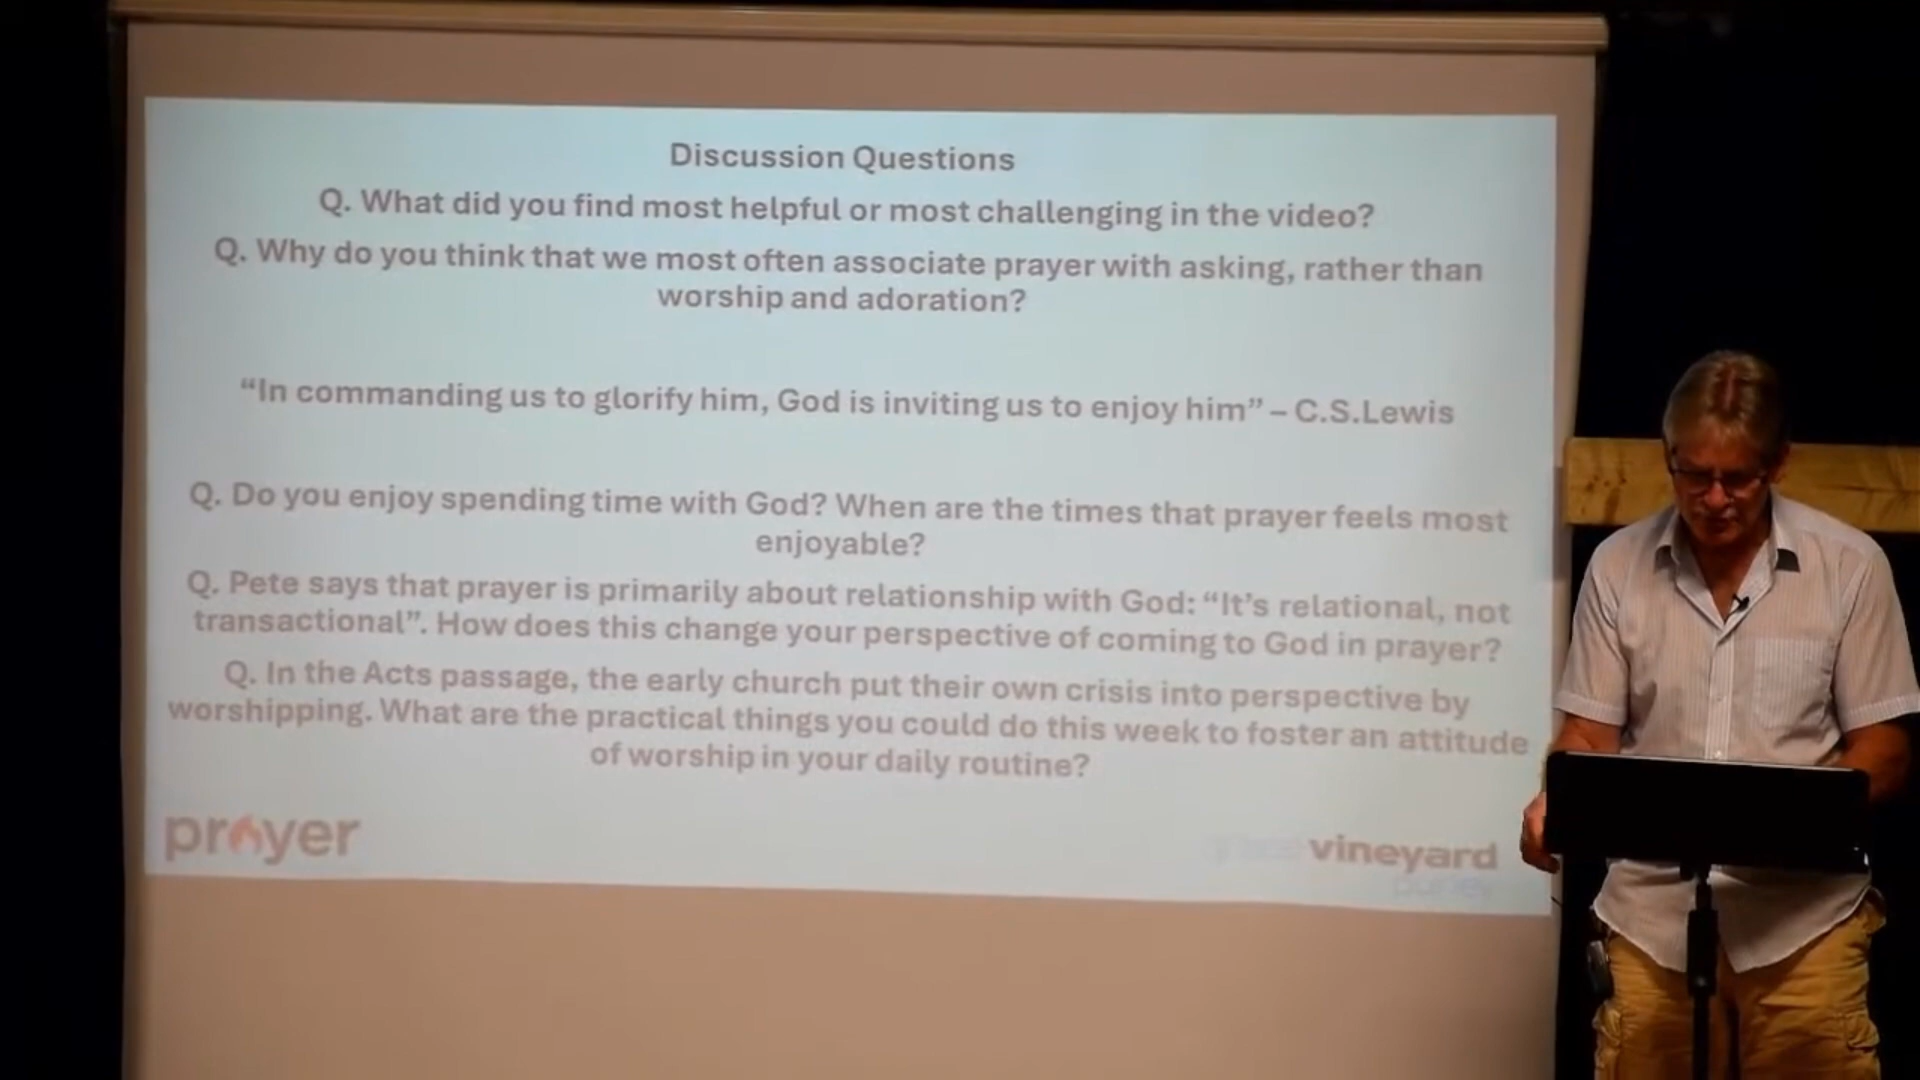 Discussion Questions
Q. What did you find most helpful or most challenging in the video?
Q. Why do you think that we most often associate prayer with asking, rather than
worship and adoration?
“In commanding us to glorify him, God is inviting us to enjoy him” – C.S.Lewis
Q. Do you enjoy spending time with God? When are the times that prayer feels most
enjoyable?
Q. Pete says that prayer is primarily about relationship with God: “It’s relational, not
transactional”. How does this change your perspective of coming to God in prayer?
Q. In the Acts passage, the early church put their own crisis into perspective by
worshipping. What are the practical things you could do this week to foster an attitude
of worship in your daily routine?
prayer
vineyard